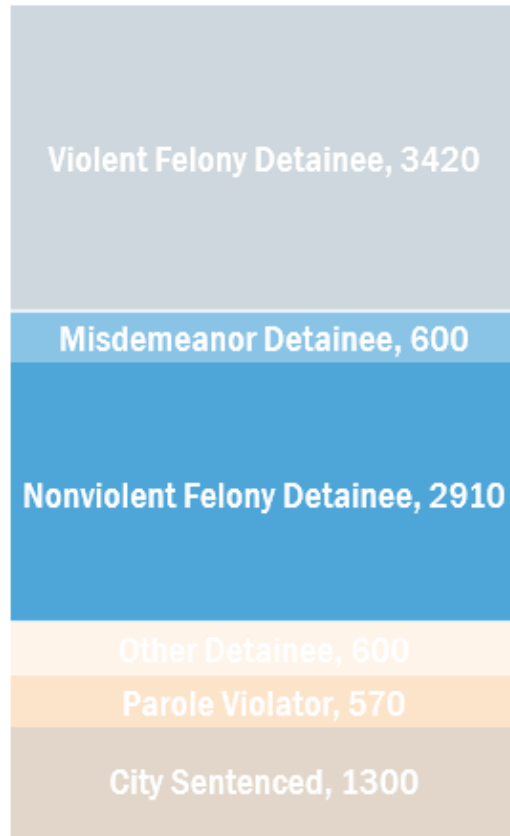 Violent Felony Detainee, 3420
Misdemeanor Detainee, 600
Nonviolent Felony Detainee, 2910
Other Detainee, 600
Parole Violator, 570
City Sentenced, 1300